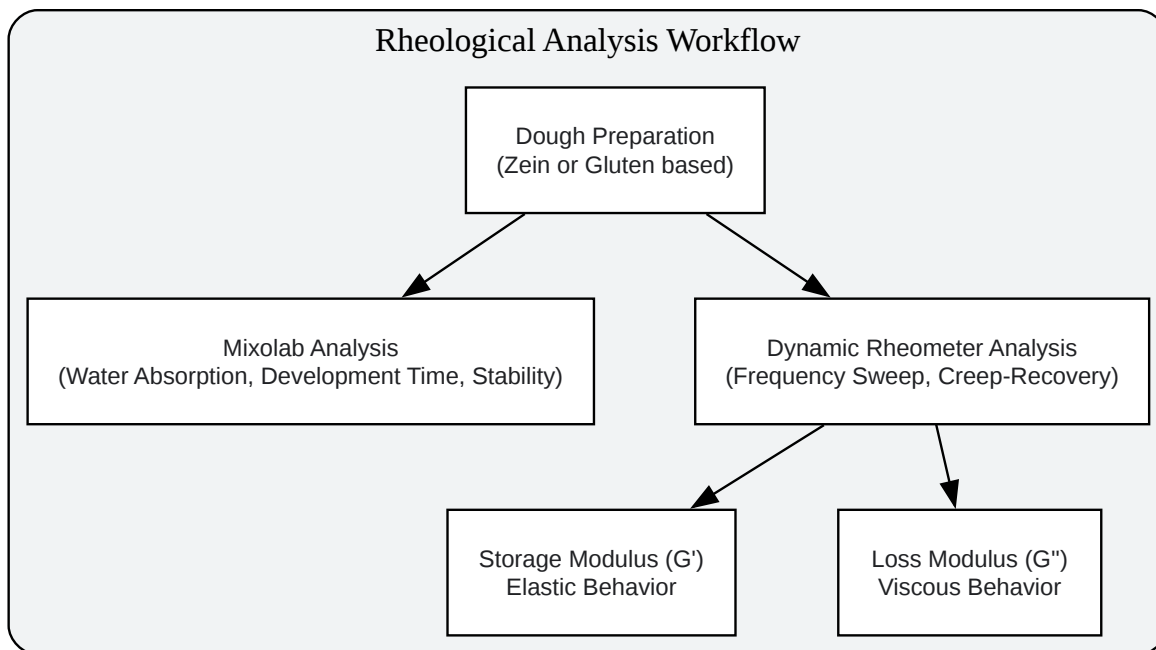 Rheological Analysis Workflow
Dough Preparation
(Zein or Gluten based)
Mixolab Analysis
(Water Absorption, Development Time, Stability)
Dynamic Rheometer Analysis
(Frequency Sweep, Creep-Recovery)
Storage Modulus (G')
Elastic Behavior
Loss Modulus (G'')
Viscous Behavior